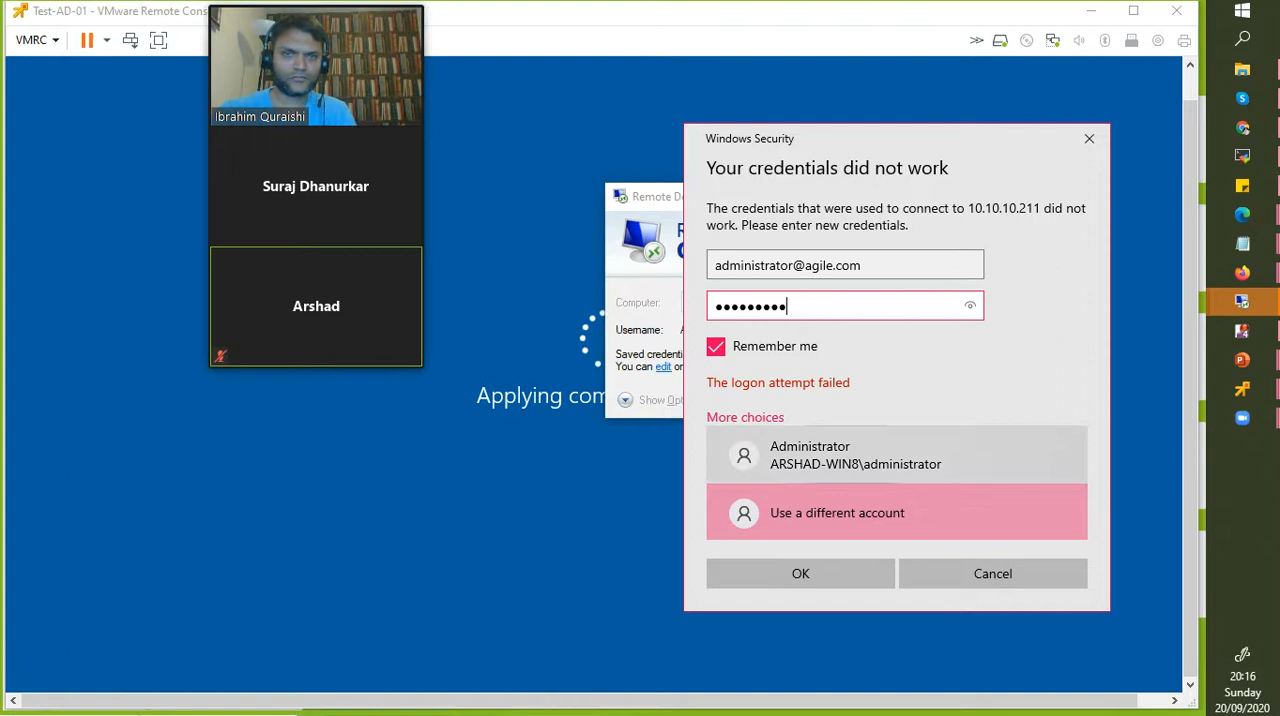 Test-AD-01 - VMware Remote Cons
VMRC
Ibrahim Quraishi
Suraj Dhanurkar
Arshad
Applying com
Remote De
Computer:
Username:
Saved credenti
You can edit or
Show Opt
Windows Security
Your credentials did not work
The credentials that were used to connect to 10.10.10.211 did not
work. Please enter new credentials.
administrator@agile.com
Remember me
The logon attempt failed
More choices
Administrator
ARSHAD-WIN8\administrator
Use a different account
OK
Cancel
20:16
Sunday
20/09/2020